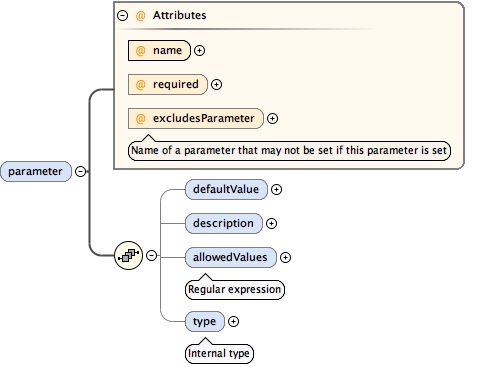 @ Attributes
@ name
@ required
@ excludesParameter
Name of a parameter that may not be set if this parameter is set
parameter
defaultValue
description
allowedValues
Regular expression
type
Internal type